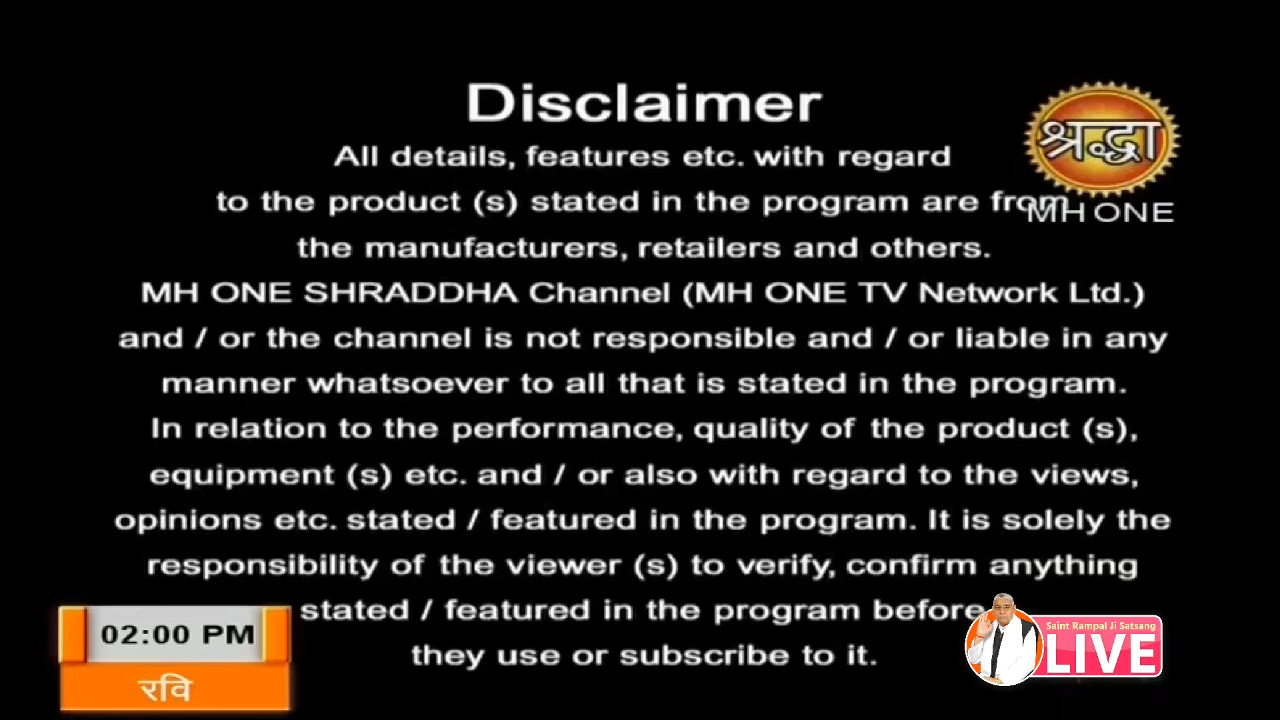 Disclaimer
All details, features etc. with regard
to the product (s) stated in the program are from
the manufacturers, retailers and others.
MH ONE SHRADDHA Channel (MH ONE TV Network Ltd.)
and / or the channel is not responsible and / or liable in any
manner whatsoever to all that is stated in the program.
In relation to the performance, quality of the product (s),
equipment (s) etc. and / or also with regard to the views,
opinions etc. stated / featured in the program. It is solely the
responsibility of the viewer (s) to verify, confirm anything
stated / featured in the program before
they use or subscribe to it.
श्रद्धा
MH ONE
02:00 PM
रवि
Saint Rampal Ji Satsang
LIVE